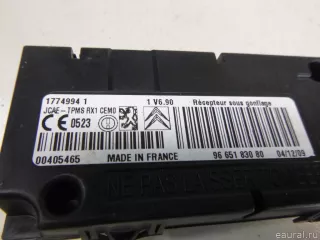 1774994 1
1 V6.90
Récepteur sous gonflage
JCAE-TPMS RX1 CEMO
CE 0523
00405465
MADE IN FRANCE
96 651 830 80
04/12/09
© eaural.ru